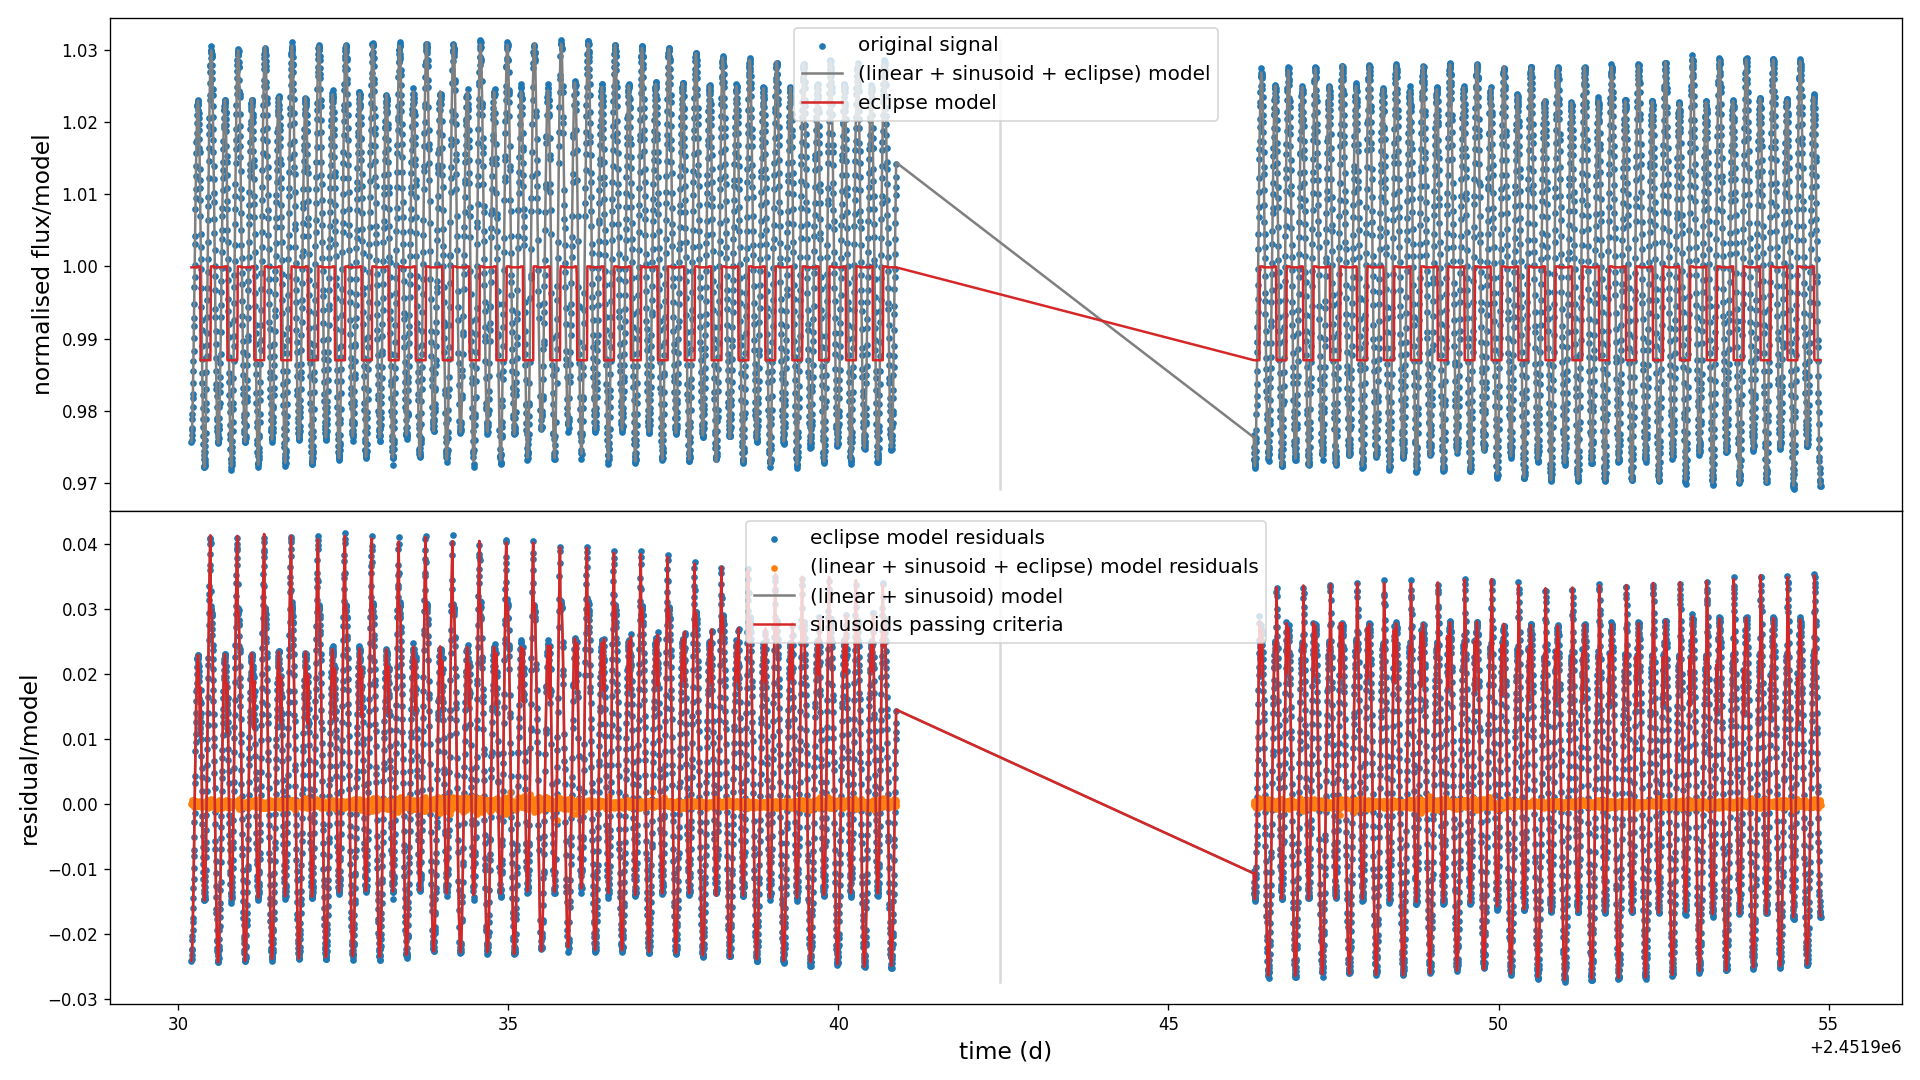 normalised flux/model
1.03
1.02
1.01
1.00
0.99
0.98
0.97
original signal
(linear + sinusoid + eclipse) model
eclipse model
residual/model
0.04
0.03
0.02
0.01
0.00
−0.01
−0.02
−0.03
eclipse model residuals
(linear + sinusoid + eclipse) model residuals
(linear + sinusoid) model
sinusoids passing criteria
30 35 40 45 50 55
time (d)
+2.4519e6